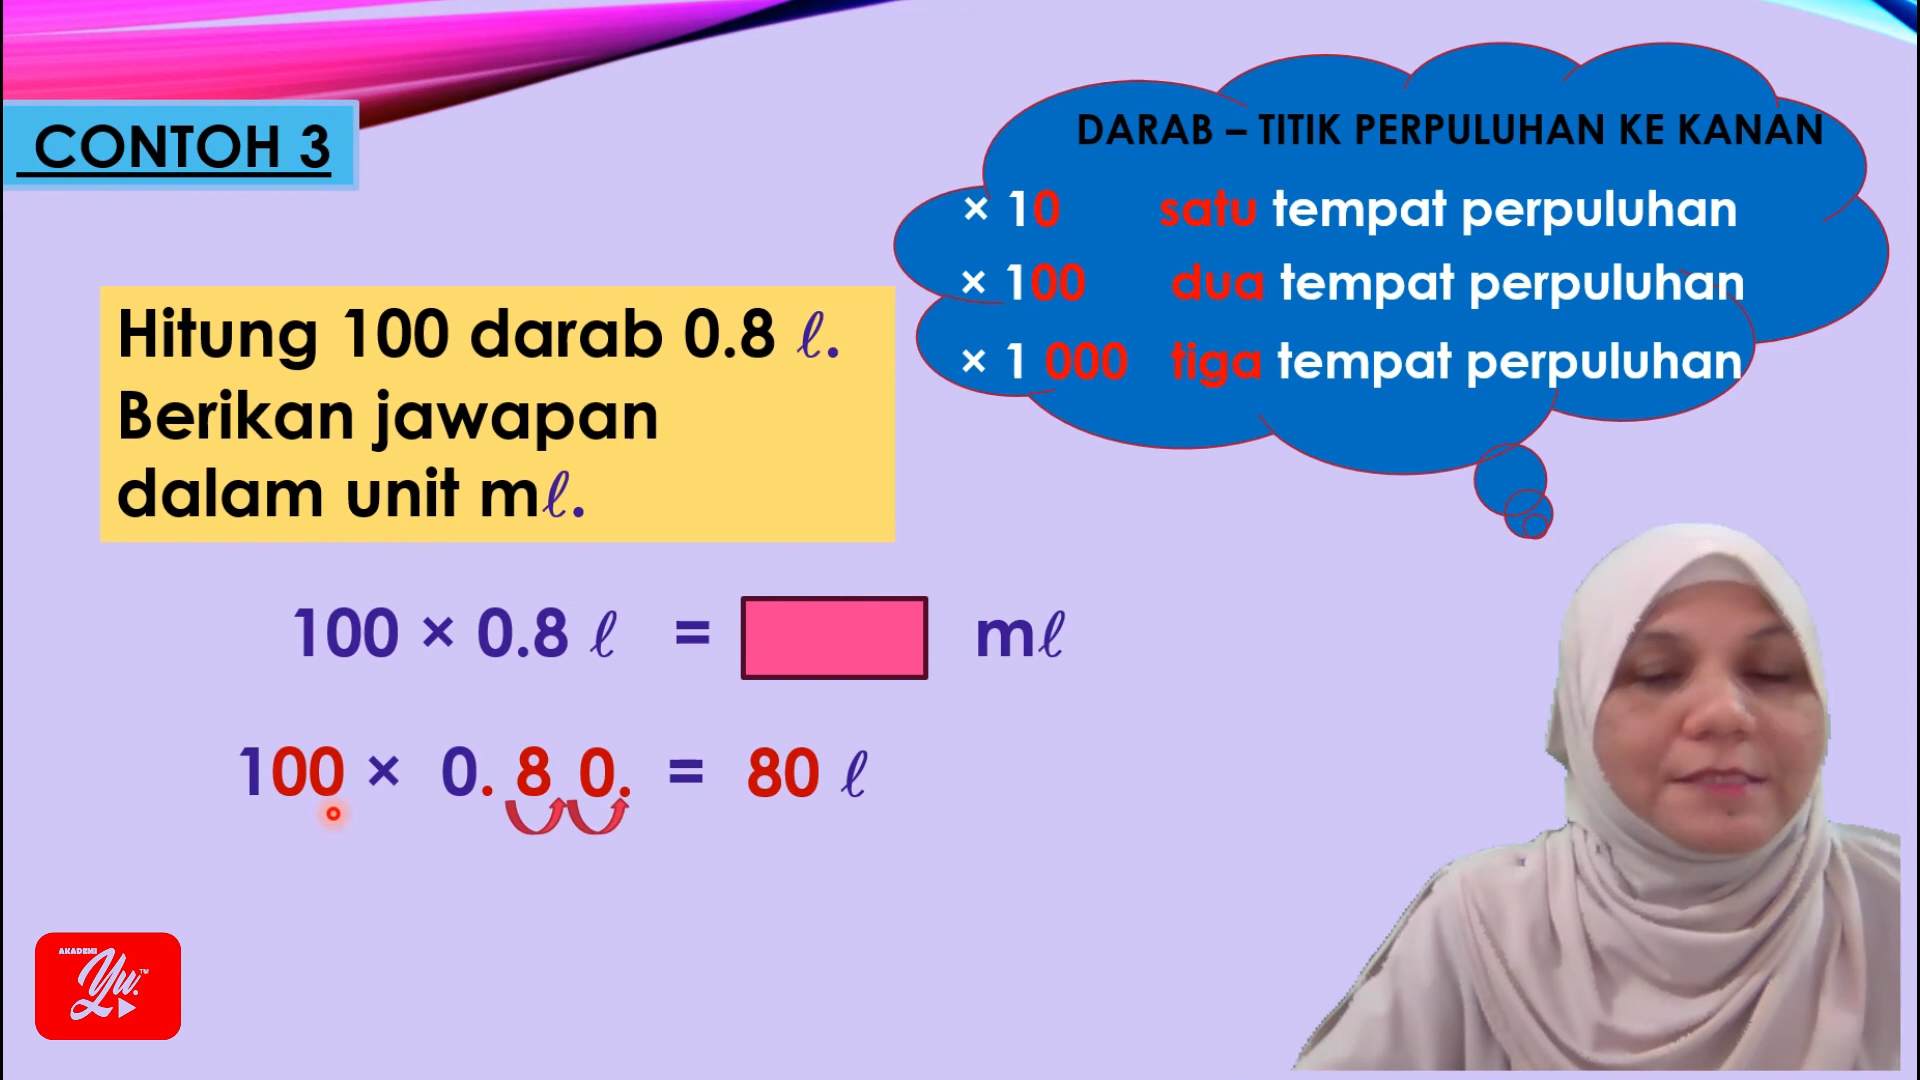 CONTOH 3
DARAB – TITIK PERPULUHAN KE KANAN
× 10 satu tempat perpuluhan
× 100 dua tempat perpuluhan
× 1 000 tiga tempat perpuluhan
Hitung 100 darab 0.8 ℓ.
Berikan jawapan
dalam unit mℓ.
100 × 0.8 ℓ = mℓ
100 × 0. 8 0. = 80 ℓ
AKADEMI
Yu.™